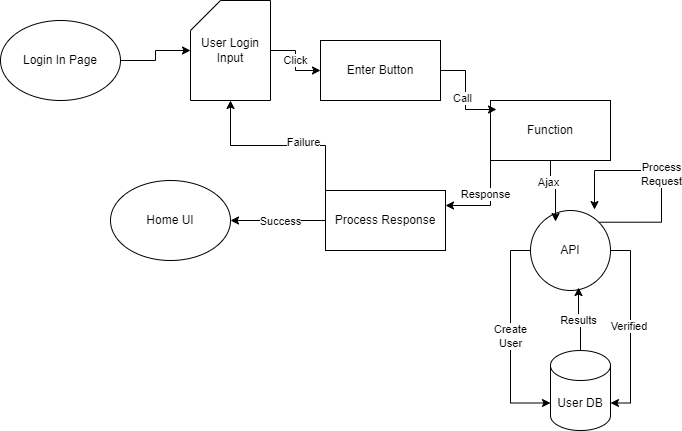 Login In Page
User Login
Input
Click
Enter Button
Call
Function
Failure
Ajax
Process
Request
Response
Home UI
Success
Process Response
API
Create
User
Results
Verified
User DB